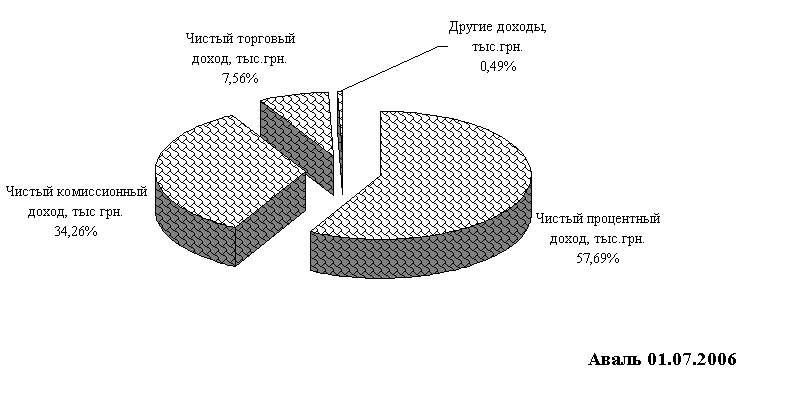 Чистый торговый
доход, тыс.грн.
7,56%
Другие доходы,
тыс.грн.
0,49%
Чистый комиссионный
доход, тыс грн.
34,26%
Чистый процентный
доход, тыс.грн.
57,69%
Аваль 01.07.2006